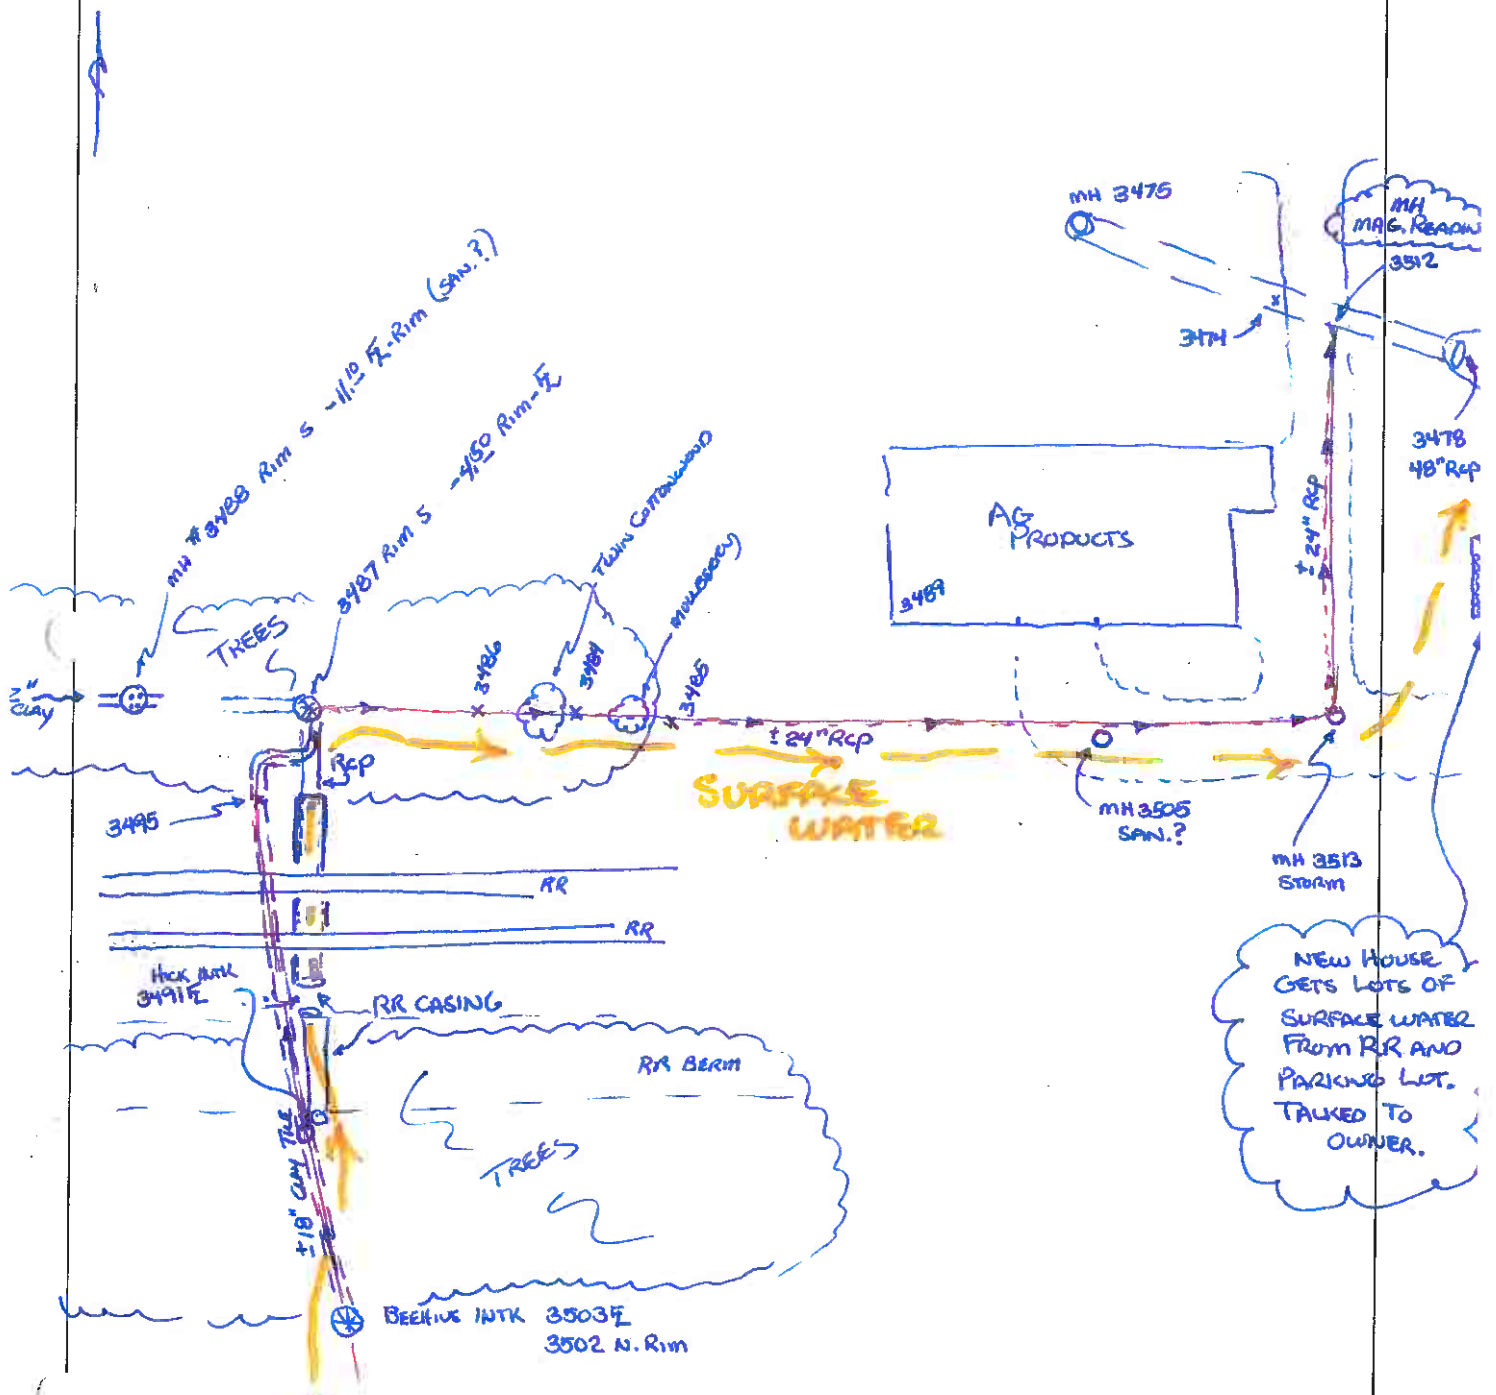 MH 3475
MH
MAG. READIN
3512
3474
3478
48" RCP
MH #3488 RIM S -11.10 FL-RIM (SAN.?)
3487 RIM S -4.50 RIM-FL
TWIN COTTONWOOD
MULLBERRY
AG
PRODUCTS
3489
± 24" RCP
TREES
3486
3484
3485
CLAY
RCP
± 24" RCP
SURFACE
WATER
MH 3505
SAN.?
MH 3513
STORM
3495
RR
RR
HICK INTK
3491 FL
RR CASING
RR BERM
TREES
± 18" CLAY TILE
NEW HOUSE
GETS LOTS OF
SURFACE WATER
FROM RR AND
PARKING LOT.
TALKED TO
OWNER.
BEEHIVE INTK 3503 FL
3502 N. RIM